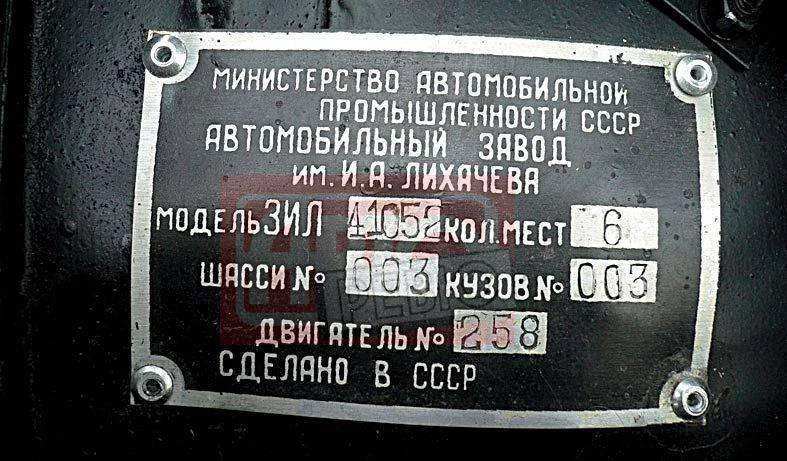 МИНИСТЕРСТВО АВТОМОБИЛЬНОЙ
ПРОМЫШЛЕННОСТИ СССР
АВТОМОБИЛЬНЫЙ ЗАВОД
ИМ. И.А. ЛИХАЧЕВА
МОДЕЛЬ ЗИЛ 41052 КОЛ. МЕСТ 6
ШАССИ № 003 КУЗОВ № 003
ДВИГАТЕЛЬ № 258
СДЕЛАНО В СССР